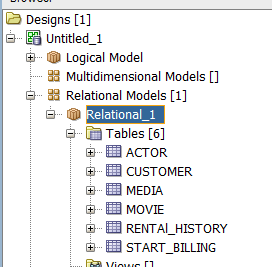 Designs [1]
Untitled_1
Logical Model
Multidimensional Models []
Relational Models [1]
Relational_1
Tables [6]
ACTOR
CUSTOMER
MEDIA
MOVIE
RENTAl_HISTORY
START_BILLING
Views []